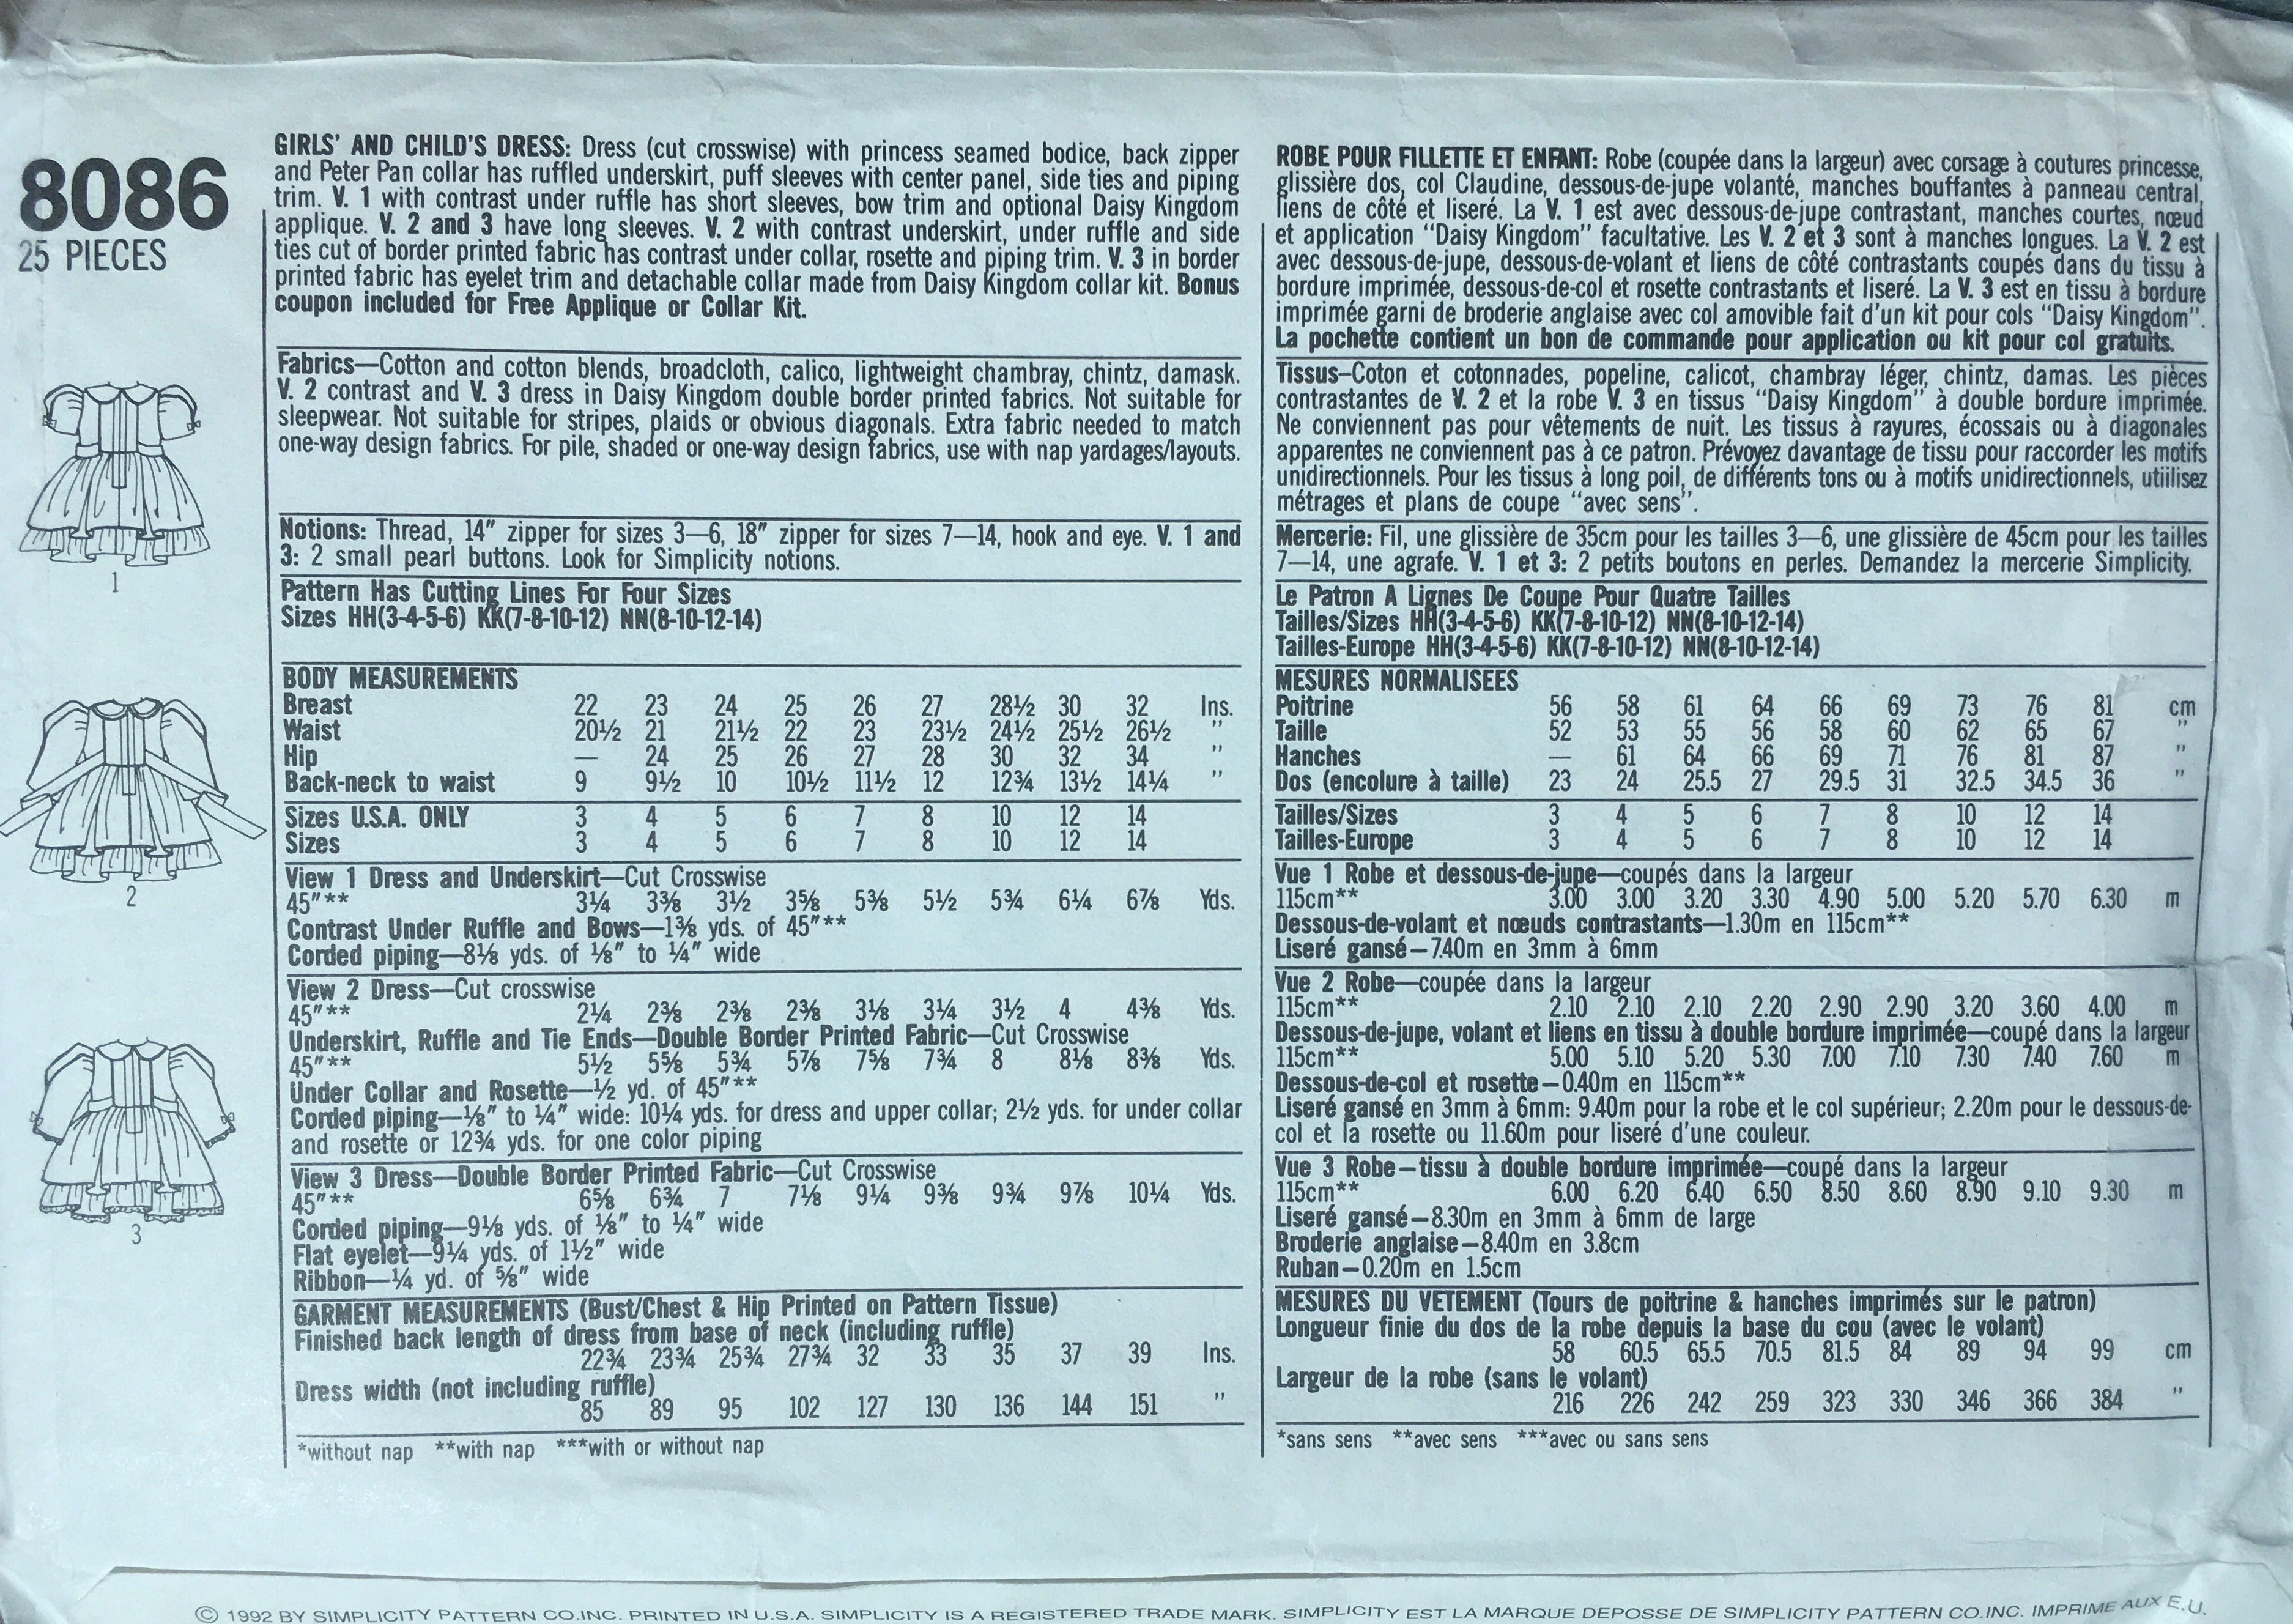 8086
25 PIECES
GIRLS' AND CHILD'S DRESS: Dress (cut crosswise) with princess seamed bodice, back zipper
and Peter Pan collar has ruffled underskirt, puff sleeves with center panel, side ties and piping
trim. V. 1 with contrast under ruffle has short sleeves, bow trim and optional Daisy Kingdom
applique. V. 2 and 3 have long sleeves. V. 2 with contrast underskirt, under ruffle and side
ties cut of border printed fabric has contrast under collar, rosette and piping trim. V. 3 in border
printed fabric has eyelet trim and detachable collar made from Daisy Kingdom collar kit. Bonus
coupon included for Free Applique or Collar Kit.
Fabrics—Cotton and cotton blends, broadcloth, calico, lightweight chambray, chintz, damask.
V. 2 contrast and V. 3 dress in Daisy Kingdom double border printed fabrics. Not suitable for
sleepwear. Not suitable for stripes, plaids or obvious diagonals. Extra fabric needed to match
one-way design fabrics. For pile, shaded or one-way design fabrics, use with nap yardages/layouts.
Notions: Thread, 14" zipper for sizes 3—6, 18" zipper for sizes 7—14, hook and eye. V. 1 and
3: 2 small pearl buttons. Look for Simplicity notions.
Pattern Has Cutting Lines For Four Sizes
Sizes HH(3-4-5-6) KK(7-8-10-12) NN(8-10-12-14)
BODY MEASUREMENTS
Breast 22 23 24 25 26 27 28½ 30 32 Ins.
Waist 20½ 21 21½ 22 23 23½ 24½ 25½ 26½ "
Hip — 24 25 26 27 28 30 32 34 "
Back-neck to waist 9 9½ 10 10½ 11½ 12 12¾ 13½ 14¼ "
Sizes U.S.A. ONLY 3 4 5 6 7 8 10 12 14
Sizes 3 4 5 6 7 8 10 12 14
View 1 Dress and Underskirt—Cut Crosswise
45"** 3¼ 3⅜ 3½ 3⅝ 5⅜ 5½ 5¾ 6¼ 6⅞ Yds.
Contrast Under Ruffle and Bows—1⅜ yds. of 45"**
Corded piping—8⅛ yds. of ⅛" to ¼" wide
View 2 Dress—Cut crosswise
45"** 2¼ 2⅜ 2⅜ 2⅜ 3⅛ 3¼ 3½ 4 4⅜ Yds.
Underskirt, Ruffle and Tie Ends—Double Border Printed Fabric—Cut Crosswise
45"** 5½ 5⅝ 5¾ 5⅞ 7⅝ 7¾ 8 8⅛ 8⅜ Yds.
Under Collar and Rosette—½ yd. of 45"**
Corded piping—⅛" to ¼" wide: 10¼ yds. for dress and upper collar; 2½ yds. for under collar
and rosette or 12¾ yds. for one color piping
View 3 Dress—Double Border Printed Fabric—Cut Crosswise
45"** 6⅝ 6¾ 7 7⅛ 9¼ 9⅜ 9¾ 9⅞ 10¼ Yds.
Corded piping—9⅛ yds. of ⅛" to ¼" wide
Flat eyelet—9¼ yds. of 1½" wide
Ribbon—¼ yd. of ⅝" wide
GARMENT MEASUREMENTS (Bust/Chest & Hip Printed on Pattern Tissue)
Finished back length of dress from base of neck (including ruffle)
22¾ 23¾ 25¾ 27¾ 32 33 35 37 39 Ins.
Dress width (not including ruffle)
85 89 95 102 127 130 136 144 151 "
*without nap **with nap ***with or without nap
1
2
3
ROBE POUR FILLETTE ET ENFANT: Robe (coupée dans la largeur) avec corsage à coutures princesse,
glissière dos, col Claudine, dessous-de-jupe volanté, manches bouffantes à panneau central,
liens de côté et liseré. La V. 1 est avec dessous-de-jupe contrastant, manches courtes, nœud
et application "Daisy Kingdom" facultative. Les V. 2 et 3 sont à manches longues. La V. 2 est
avec dessous-de-jupe, dessous-de-volant et liens de côté contrastants coupés dans du tissu à
bordure imprimée, dessous-de-col et rosette contrastants et liseré. La V. 3 est en tissu à bordure
imprimée garni de broderie anglaise avec col amovible fait d'un kit pour cols "Daisy Kingdom".
La pochette contient un bon de commande pour application ou kit pour col gratuits.
Tissus—Coton et cotonnades, popeline, calicot, chambray léger, chintz, damas. Les pièces
contrastantes de V. 2 et la robe V. 3 en tissus "Daisy Kingdom" à double bordure imprimée.
Ne conviennent pas pour vêtements de nuit. Les tissus à rayures, écossais ou à diagonales
apparentes ne conviennent pas à ce patron. Prévoyez davantage de tissu pour raccorder les motifs
unidirectionnels. Pour les tissus à long poil, de différents tons ou à motifs unidirectionnels, utiilisez
métrages et plans de coupe "avec sens".
Mercerie: Fil, une glissière de 35cm pour les tailles 3—6, une glissière de 45cm pour les tailles
7—14, une agrafe. V. 1 et 3: 2 petits boutons en perles. Demandez la mercerie Simplicity.
Le Patron A Lignes De Coupe Pour Quatre Tailles
Tailles/Sizes HH(3-4-5-6) KK(7-8-10-12) NN(8-10-12-14)
Tailles-Europe HH(3-4-5-6) KK(7-8-10-12) NN(8-10-12-14)
MESURES NORMALISEES
Poitrine 56 58 61 64 66 69 73 76 81 cm
Taille 52 53 55 56 58 60 62 65 67 "
Hanches — 61 64 66 69 71 76 81 87 "
Dos (encolure à taille) 23 24 25.5 27 29.5 31 32.5 34.5 36 "
Tailles/Sizes 3 4 5 6 7 8 10 12 14
Tailles-Europe 3 4 5 6 7 8 10 12 14
Vue 1 Robe et dessous-de-jupe—coupés dans la largeur
115cm** 3.00 3.00 3.20 3.30 4.90 5.00 5.20 5.70 6.30 m
Dessous-de-volant et nœuds contrastants—1.30m en 115cm**
Liseré gansé—7.40m en 3mm à 6mm
Vue 2 Robe—coupée dans la largeur
115cm** 2.10 2.10 2.10 2.20 2.90 2.90 3.20 3.60 4.00 m
Dessous-de-jupe, volant et liens en tissu à double bordure imprimée—coupé dans la largeur
115cm** 5.00 5.10 5.20 5.30 7.00 7.10 7.30 7.40 7.60 m
Dessous-de-col et rosette—0.40m en 115cm**
Liseré gansé en 3mm à 6mm: 9.40m pour la robe et le col supérieur; 2.20m pour le dessous-de-
col et la rosette ou 11.60m pour liseré d'une couleur.
Vue 3 Robe—tissu à double bordure imprimée—coupé dans la largeur
115cm** 6.00 6.20 6.40 6.50 8.50 8.60 8.90 9.10 9.30 m
Liseré gansé—8.30m en 3mm à 6mm de large
Broderie anglaise—8.40m en 3.8cm
Ruban—0.20m en 1.5cm
MESURES DU VETEMENT (Tours de poitrine & hanches imprimés sur le patron)
Longueur finie du dos de la robe depuis la base du cou (avec le volant)
58 60.5 65.5 70.5 81.5 84 89 94 99 cm
Largeur de la robe (sans le volant)
216 226 242 259 323 330 346 366 384 "
*sans sens **avec sens ***avec ou sans sens
© 1992 BY SIMPLICITY PATTERN CO.INC. PRINTED IN U.S.A. SIMPLICITY IS A REGISTERED TRADE MARK. SIMPLICITY EST LA MARQUE DEPOSSE DE SIMPLICITY PATTERN CO.INC. IMPRIME AUX E.U.